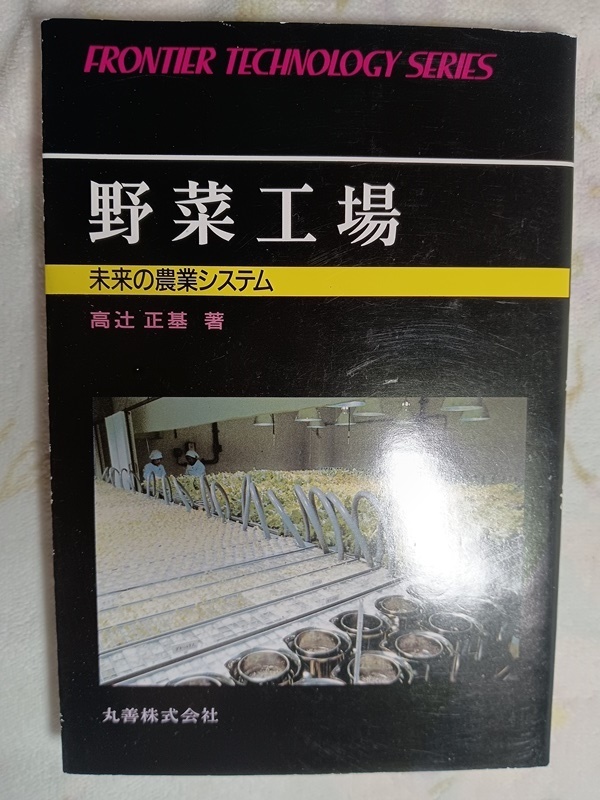 FRONTIER TECHNOLOGY SERIES
野菜工場
未来の農業システム
高辻 正基 著
丸善株式会社